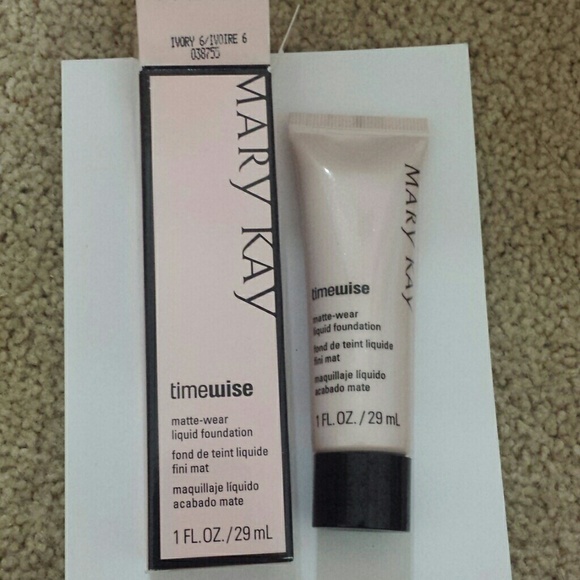 IVORY 6/IVOIRE 6
038755
MARY KAY
timewise
matte-wear
liquid foundation
fond de teint liquide
fini mat
maquillaje líquido
acabado mate
1 FL.OZ./29 mL
MARY KAY
timewise
matte-wear
liquid foundation
fond de teint liquide
fini mat
maquillaje líquido
acabado mate
1 FL.OZ./29 mL